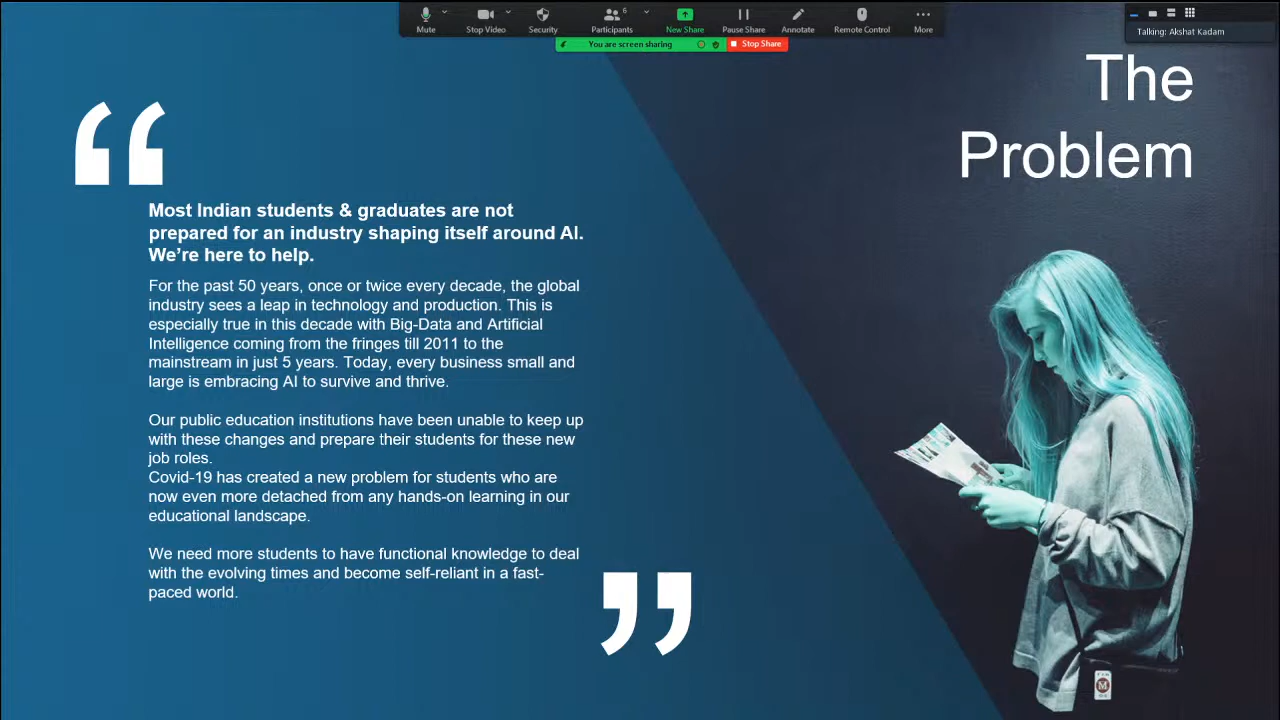 Mute
Stop Video
Security
Participants
6
New Share
Pause Share
Annotate
Remote Control
More
You are screen sharing
Stop Share
Talking: Akshat Kadam
The
Problem
“
Most Indian students & graduates are not
prepared for an industry shaping itself around AI.
We’re here to help.
For the past 50 years, once or twice every decade, the global
industry sees a leap in technology and production. This is
especially true in this decade with Big-Data and Artificial
Intelligence coming from the fringes till 2011 to the
mainstream in just 5 years. Today, every business small and
large is embracing AI to survive and thrive.
Our public education institutions have been unable to keep up
with these changes and prepare their students for these new
job roles.
Covid-19 has created a new problem for students who are
now even more detached from any hands-on learning in our
educational landscape.
We need more students to have functional knowledge to deal
with the evolving times and become self-reliant in a fast-
paced world.
”
M